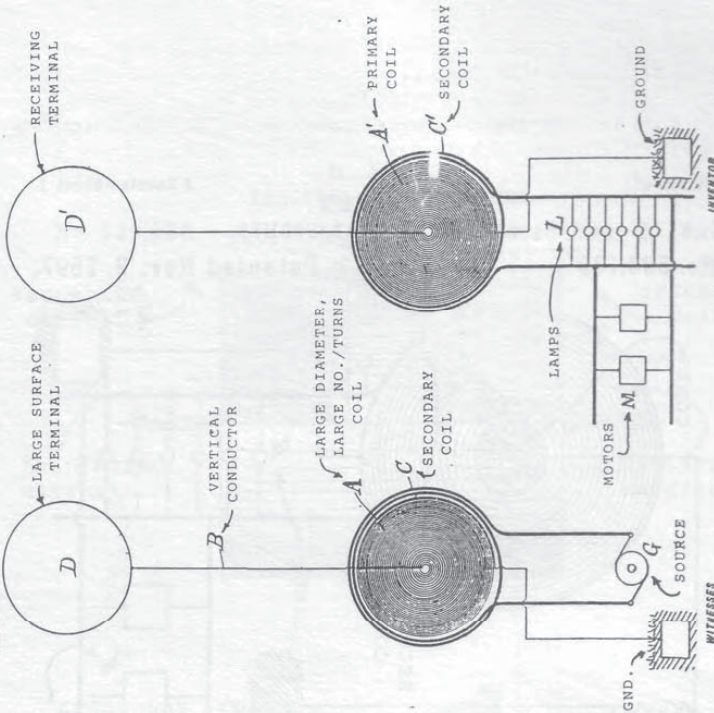 LARGE SURFACE
TERMINAL
D
VERTICAL
CONDUCTOR
B
LARGE DIAMETER,
LARGE NO./TURNS
COIL
A
C
SECONDARY
COIL
G
SOURCE
GND.
WITNESSES
RECEIVING
TERMINAL
D'
A'
PRIMARY
COIL
C'
SECONDARY
COIL
LAMPS
L
MOTORS
M
GROUND
INVENTOR